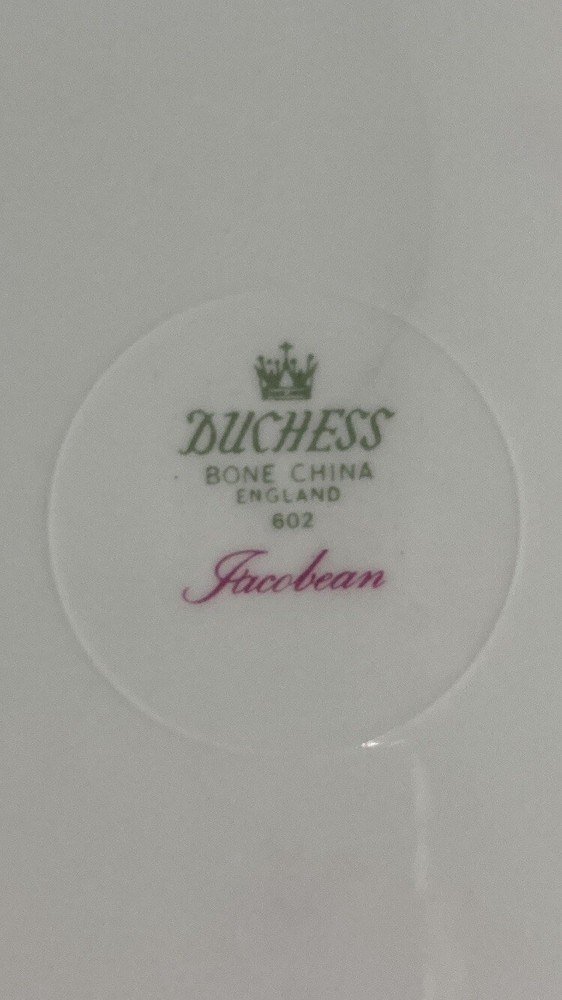 DUCHESS
BONE CHINA
ENGLAND
602
Jacobean